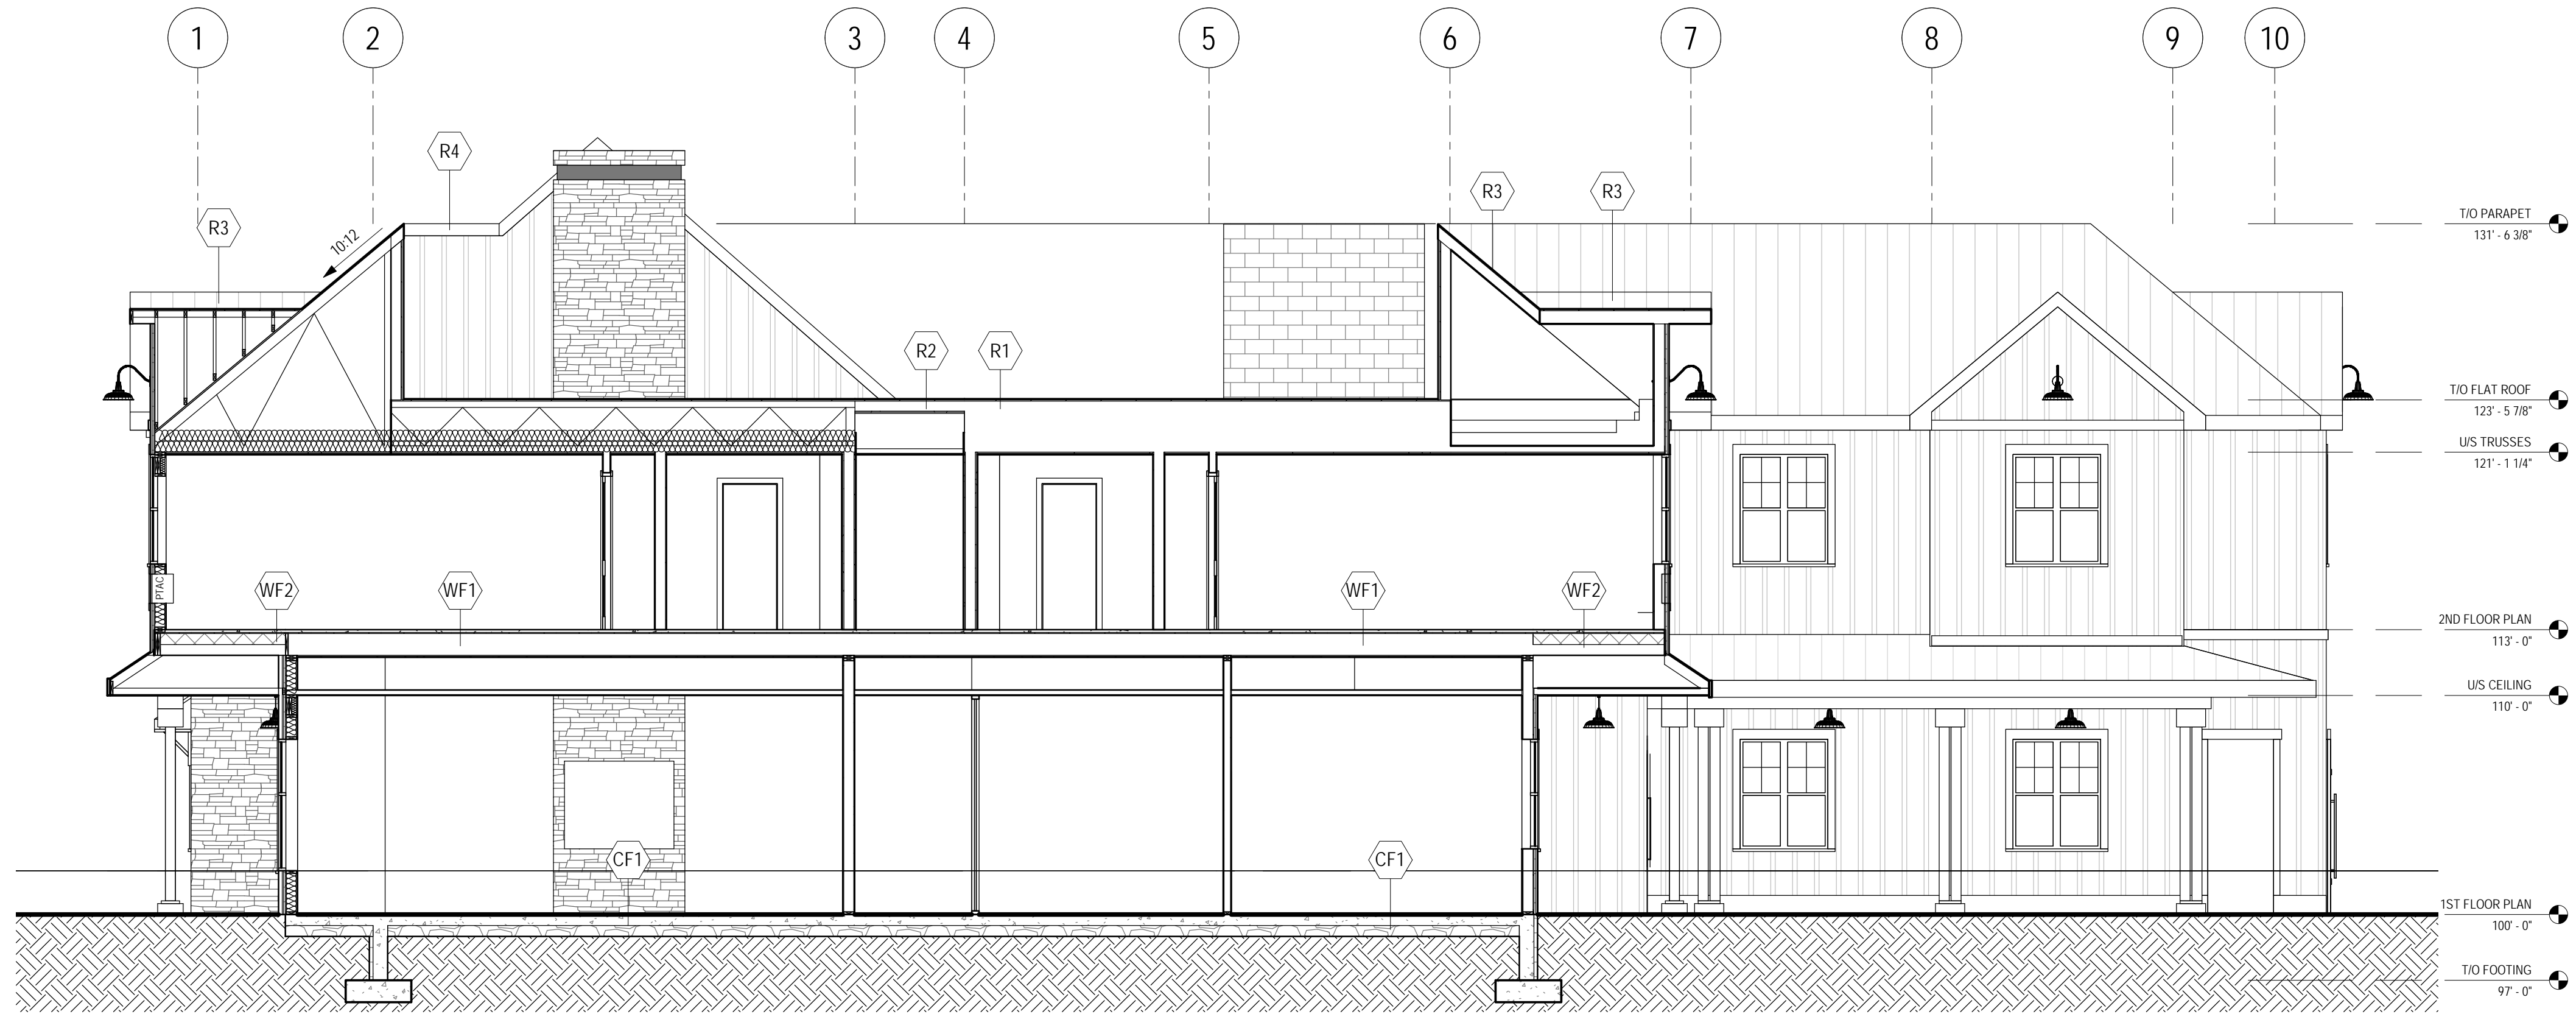 1
2
3
4
5
6
7
8
9
10
R4
R3
R3
R3
10:12
R2
R1
T/O PARAPET
131' - 6 3/8"
T/O FLAT ROOF
123' - 5 7/8"
U/S TRUSSES
121' - 1 1/4"
PTAC
WF2
WF1
WF1
WF2
2ND FLOOR PLAN
113' - 0"
U/S CEILING
110' - 0"
CF1
CF1
1ST FLOOR PLAN
100' - 0"
T/O FOOTING
97' - 0"